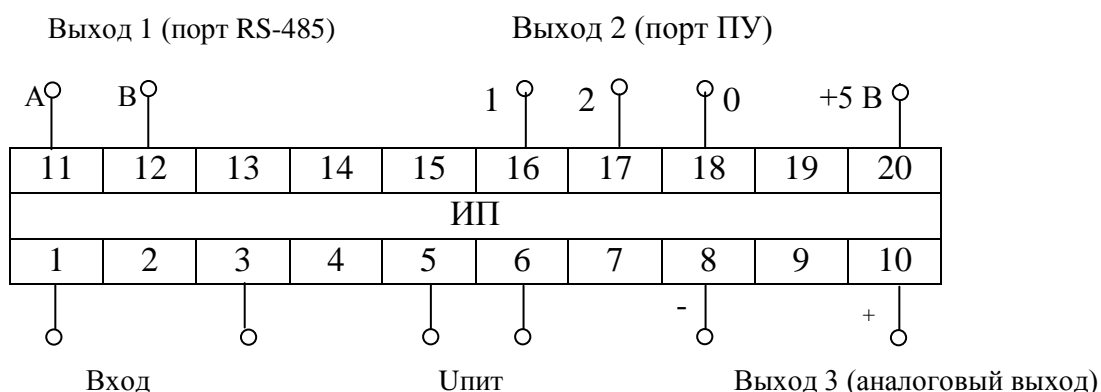 Выход 1 (порт RS-485) Выход 2 (порт ПУ)
А В 1 2 0 +5 В
11 12 13 14 15 16 17 18 19 20
ИП
1 2 3 4 5 6 7 8 9 10
- +
Вход Uпит Выход 3 (аналоговый выход)